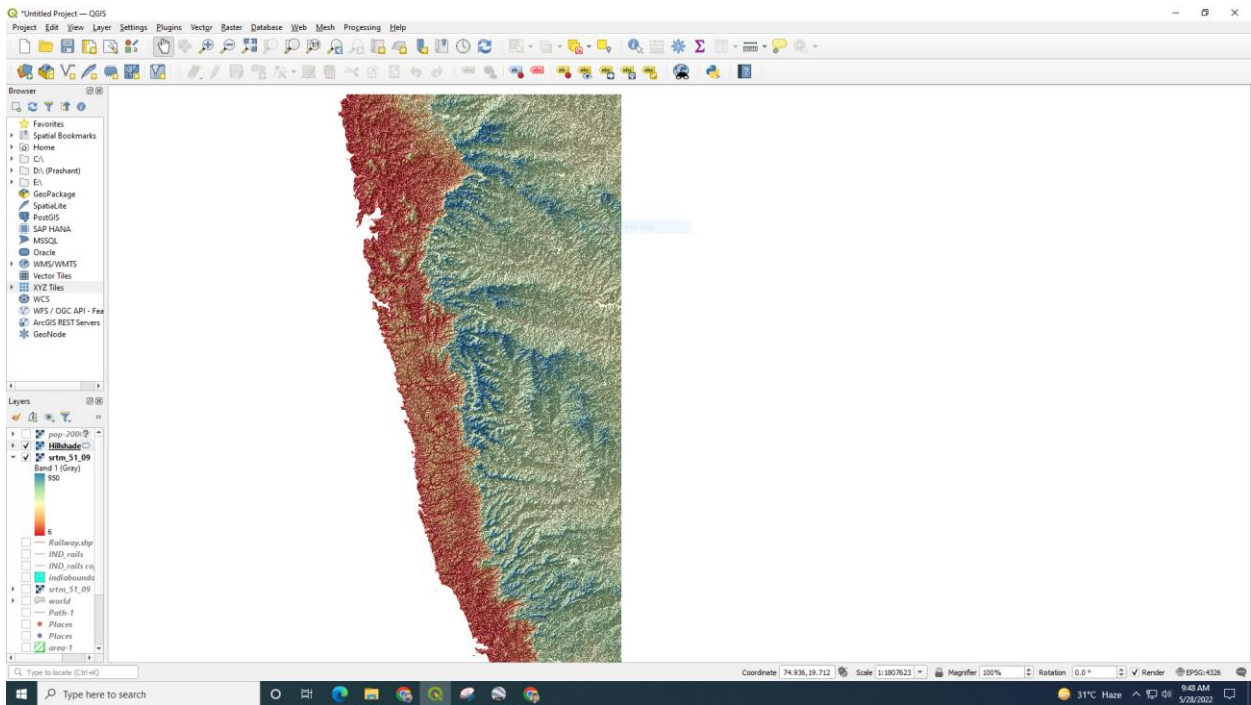 *Untitled Project — QGIS
Project Edit View Layer Settings Plugins Vector Raster Database Web Mesh Processing Help
Browser
Favorites
Spatial Bookmarks
Home
C:\
D:\ (Prashant)
E:\
GeoPackage
SpatiaLite
PostGIS
SAP HANA
MSSQL
Oracle
WMS/WMTS
Vector Tiles
XYZ Tiles
WCS
WFS / OGC API - Fea
ArcGIS REST Servers
GeoNode
Layers
pop-200
Hillshade
srtm_51_09
Band 1 (Gray)
950
6
Railway.shp
IND_rails
IND_rails co
indiabounda
srtm_51_09
world
Path-1
Places
Places
area-1
Type to locate (Ctrl+K)
Coordinate 74.936,19.712 Scale 1:1807623 Magnifier 100% Rotation 0.0 ° Render EPSG:4326
Type here to search
31°C Haze
9:48 AM
5/28/2022